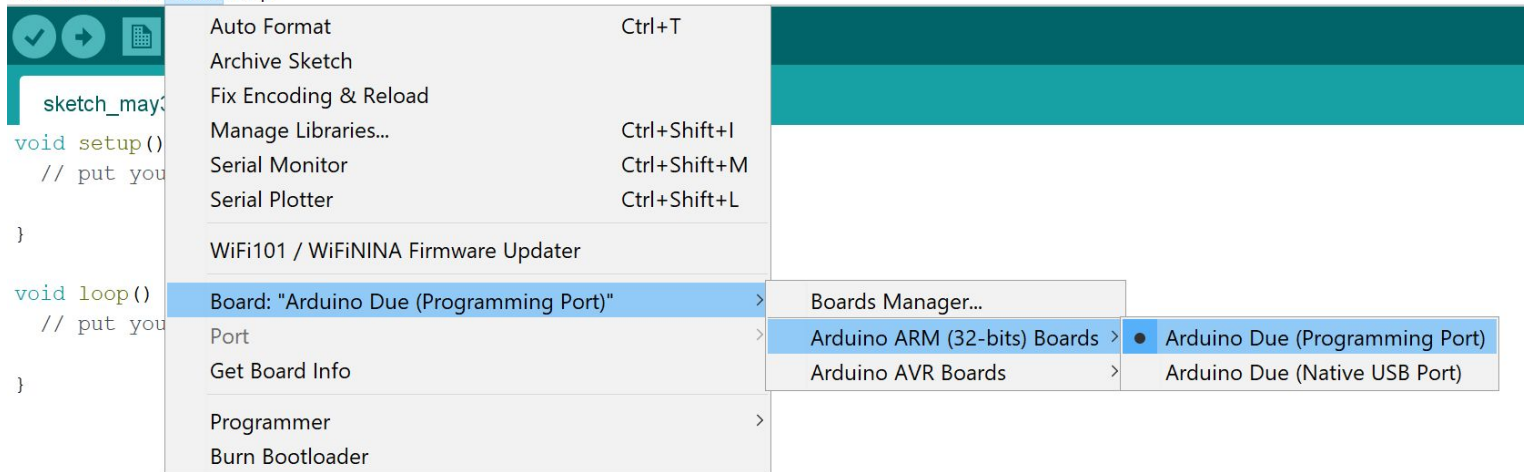 Auto Format Ctrl+T
Archive Sketch
Fix Encoding & Reload
Manage Libraries... Ctrl+Shift+I
Serial Monitor Ctrl+Shift+M
Serial Plotter Ctrl+Shift+L
WiFi101 / WiFiNINA Firmware Updater
Board: "Arduino Due (Programming Port)"
Port
Get Board Info
Programmer
Burn Bootloader
Boards Manager...
Arduino ARM (32-bits) Boards
Arduino AVR Boards
Arduino Due (Programming Port)
Arduino Due (Native USB Port)
sketch_may
void setup()
// put you
}
void loop()
// put you
}